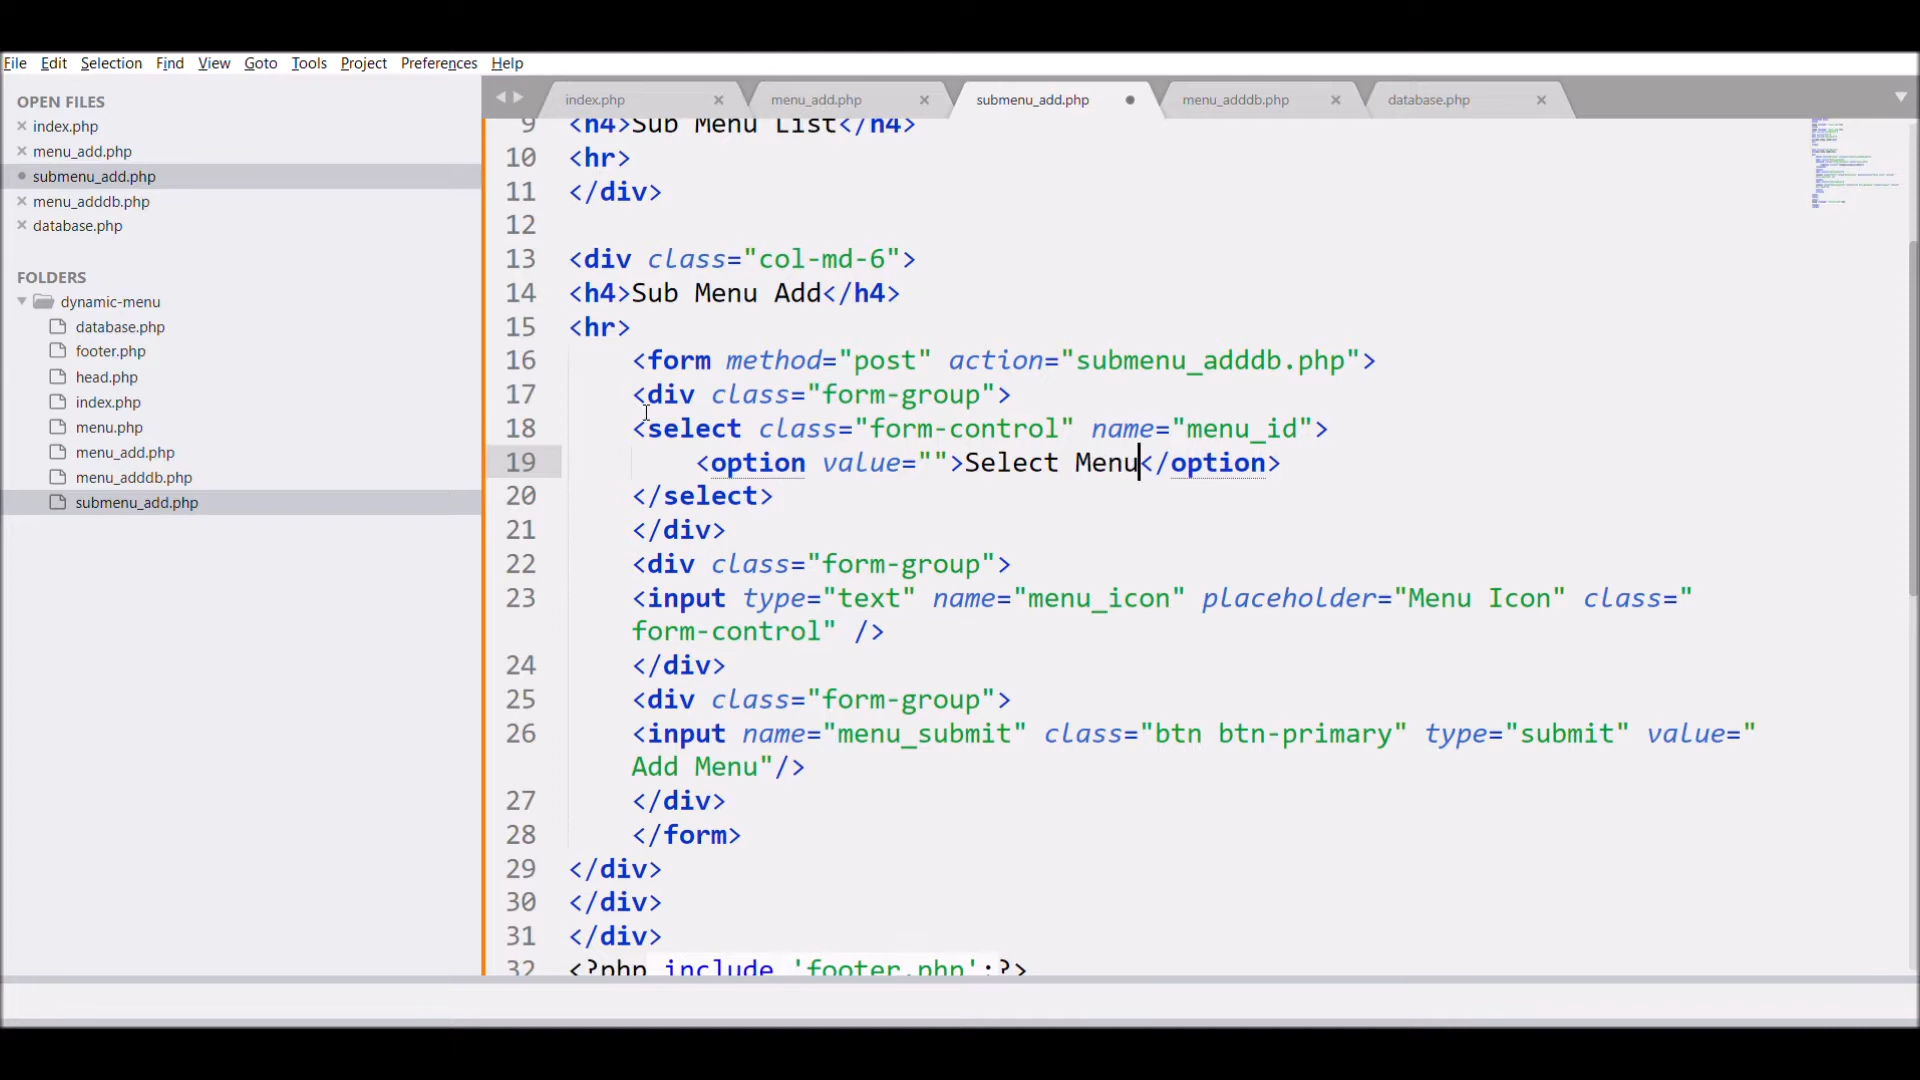 File Edit Selection Find View Goto Tools Project Preferences Help
OPEN FILES
index.php
menu_add.php
submenu_add.php
menu_adddb.php
database.php
FOLDERS
dynamic-menu
database.php
footer.php
head.php
index.php
menu.php
menu_add.php
menu_adddb.php
submenu_add.php
index.php menu_add.php submenu_add.php menu_adddb.php database.php
9 <h4>Sub Menu List</h4>
10 <hr>
11 </div>
12
13 <div class="col-md-6">
14 <h4>Sub Menu Add</h4>
15 <hr>
16 <form method="post" action="submenu_adddb.php">
17 <div class="form-group">
18 <select class="form-control" name="menu_id">
19 <option value="">Select Menu</option>
20 </select>
21 </div>
22 <div class="form-group">
23 <input type="text" name="menu_icon" placeholder="Menu Icon" class="
form-control" />
24 </div>
25 <div class="form-group">
26 <input name="menu_submit" class="btn btn-primary" type="submit" value="
Add Menu"/>
27 </div>
28 </form>
29 </div>
30 </div>
31 </div>
32 <?php include 'footer.php';?>